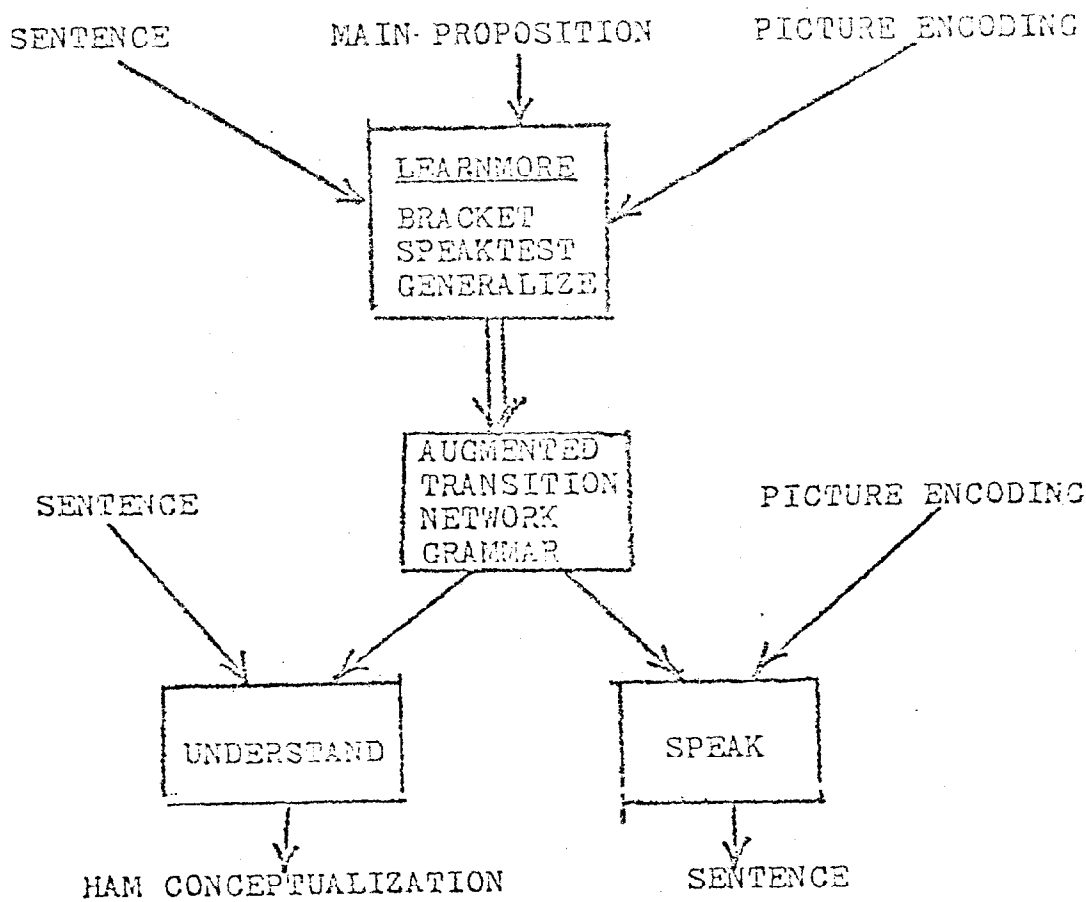 SENTENCE
MAIN PROPOSITION
PICTURE ENCODING
LEARNMORE
BRACKET
SPEAKTEST
GENERALIZE
AUGMENTED
TRANSITION
NETWORK
GRAMMAR
SENTENCE
PICTURE ENCODING
UNDERSTAND
SPEAK
HAM CONCEPTUALIZATION
SENTENCE